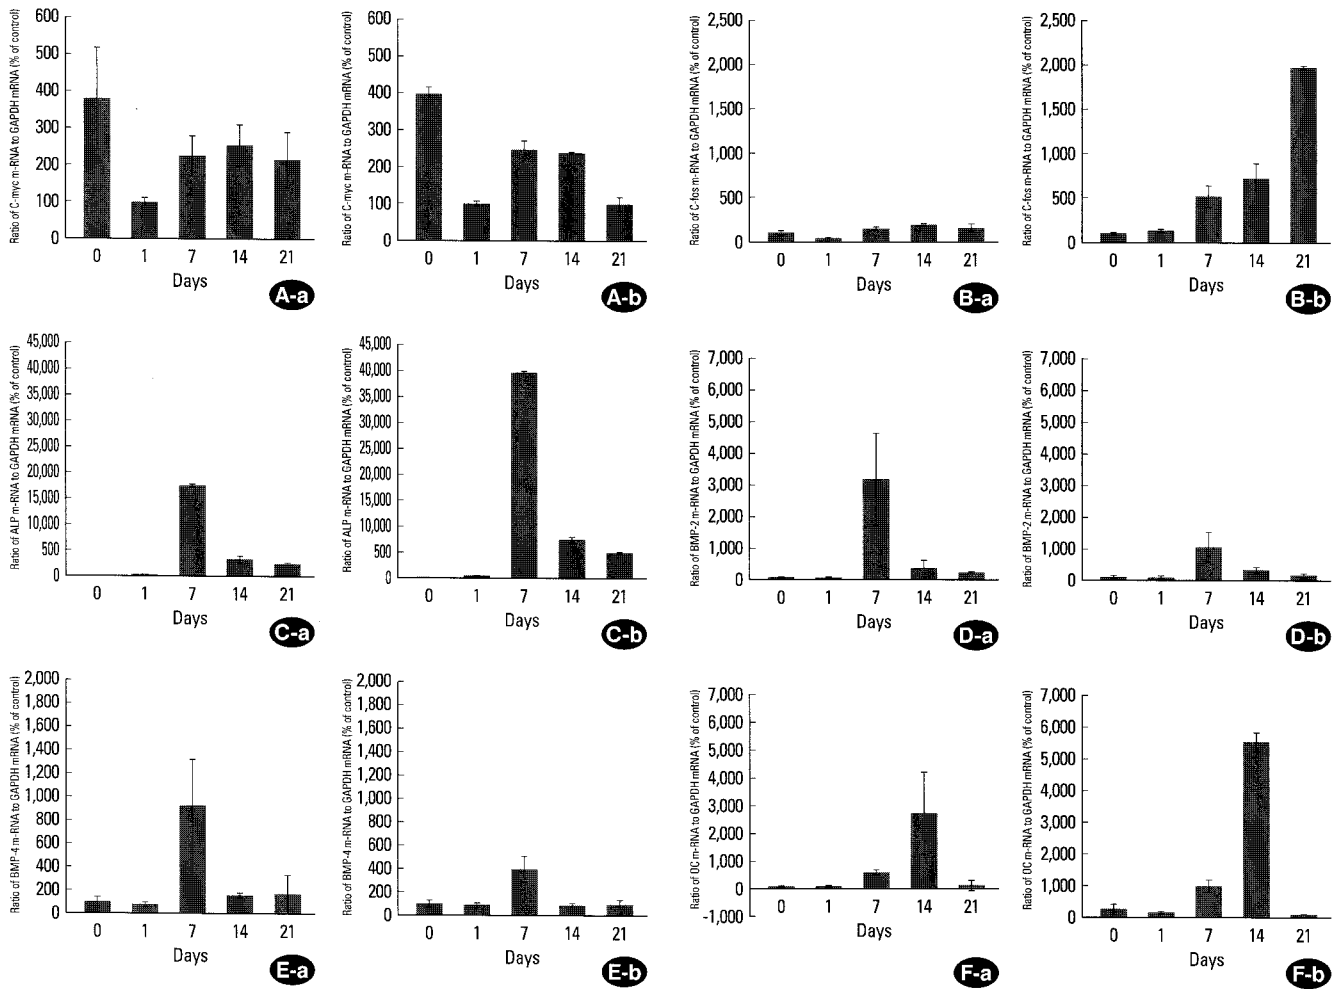 Ratio of C-myc m-RNA to GAPDH mRNA (% of control)
600
500
400
300
200
100
0
0 1 7 14 21
Days
A-a
Ratio of C-myc m-RNA to GAPDH mRNA (% of control)
600
500
400
300
200
100
0
0 1 7 14 21
Days
A-b
Ratio of C-fos m-RNA to GAPDH mRNA (% of control)
2,500
2,000
1,500
1,000
500
0
0 1 7 14 21
Days
B-a
Ratio of C-fos m-RNA to GAPDH mRNA (% of control)
2,500
2,000
1,500
1,000
500
0
0 1 7 14 21
Days
B-b
Ratio of ALP m-RNA to GAPDH mRNA (% of control)
45,000
40,000
35,000
30,000
25,000
20,000
15,000
10,000
500
0
0 1 7 14 21
Days
C-a
Ratio of ALP m-RNA to GAPDH mRNA (% of control)
45,000
40,000
35,000
30,000
25,000
20,000
15,000
10,000
500
0
0 1 7 14 21
Days
C-b
Ratio of BMP-2 m-RNA to GAPDH mRNA (% of control)
7,000
6,000
5,000
4,000
3,000
2,000
1,000
0
0 1 7 14 21
Days
D-a
Ratio of BMP-2 m-RNA to GAPDH mRNA (% of control)
7,000
6,000
5,000
4,000
3,000
2,000
1,000
0
0 1 7 14 21
Days
D-b
Ratio of BMP-4 m-RNA to GAPDH mRNA (% of control)
2,000
1,800
1,600
1,400
1,200
1,000
800
600
400
200
0
0 1 7 14 21
Days
E-a
Ratio of BMP-4 m-RNA to GAPDH mRNA (% of control)
2,000
1,800
1,600
1,400
1,200
1,000
800
600
400
200
0
0 1 7 14 21
Days
E-b
Ratio of OC m-RNA to GAPDH mRNA (% of control)
7,000
6,000
5,000
4,000
3,000
2,000
1,000
0
-1,000
0 1 7 14 21
Days
F-a
Ratio of OC m-RNA to GAPDH mRNA (% of control)
7,000
6,000
5,000
4,000
3,000
2,000
1,000
0
0 1 7 14 21
Days
F-b